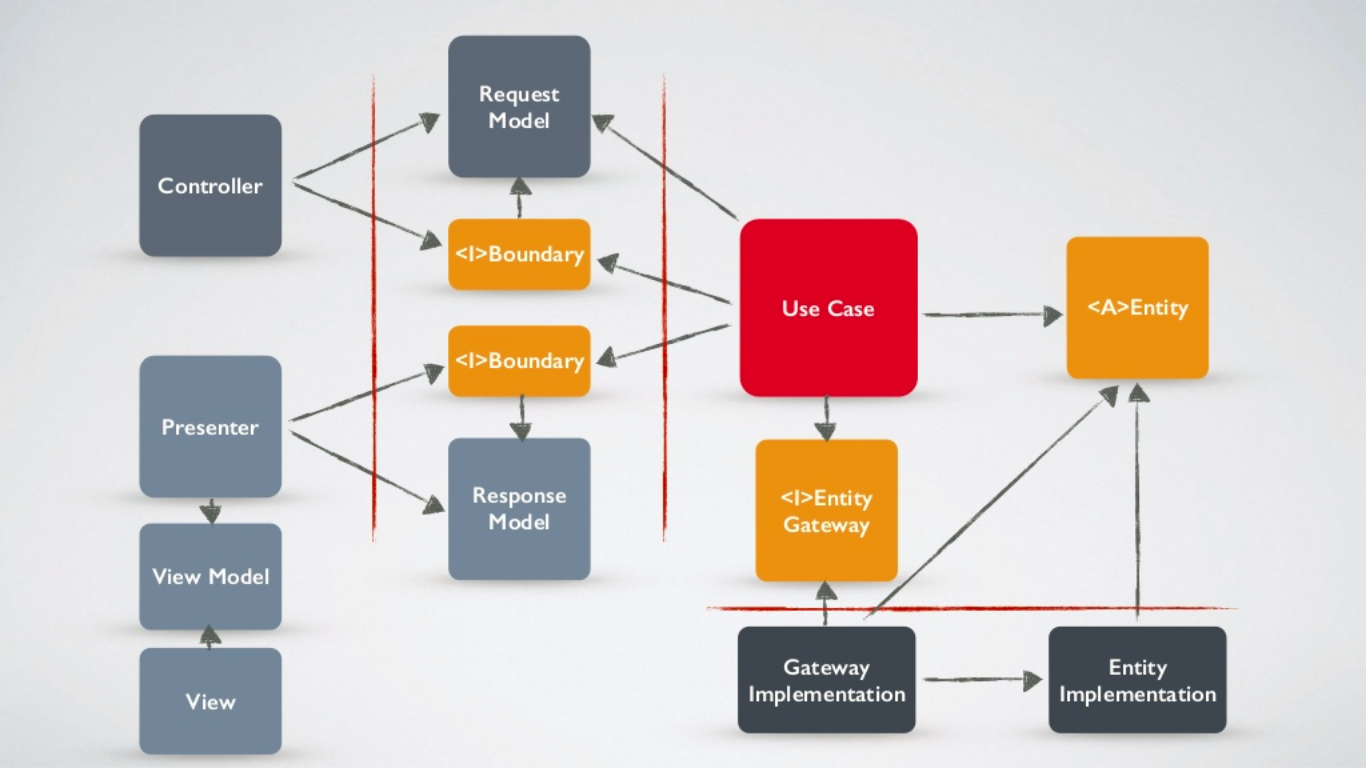 Request
Model
Controller
<I>Boundary
Use Case
<A>Entity
<I>Boundary
Presenter
Response
Model
<I>Entity
Gateway
View Model
Gateway
Implementation
Entity
Implementation
View